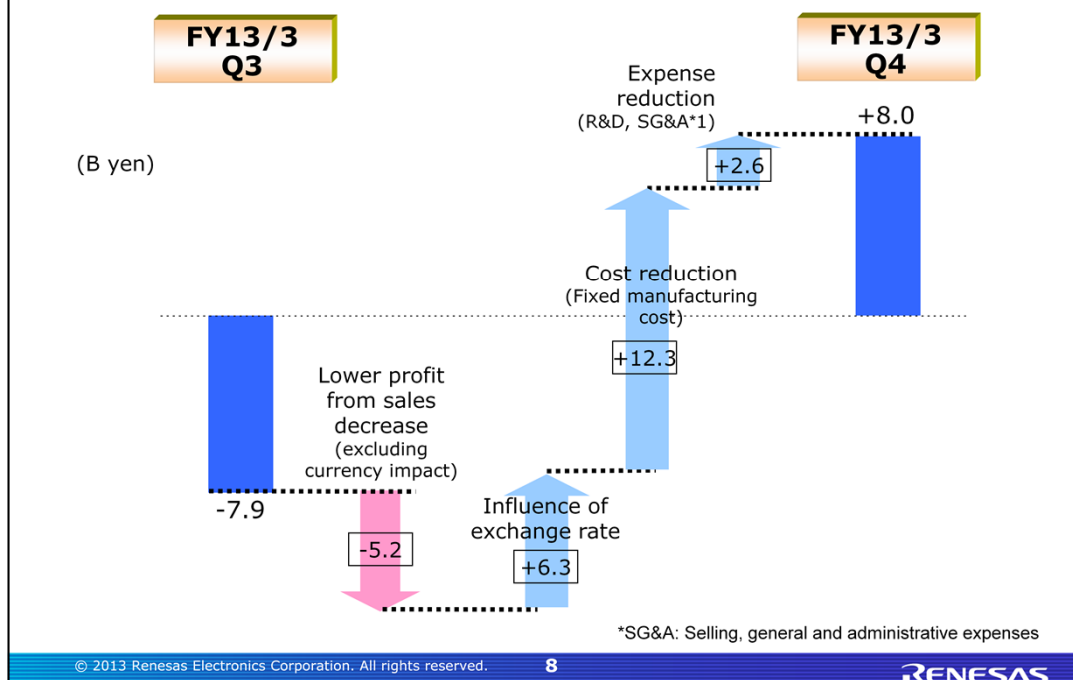 FY13/3
Q3
FY13/3
Q4
(B yen)
Expense
reduction
(R&D, SG&A*1)
+8.0
+2.6
Cost reduction
(Fixed manufacturing
cost)
+12.3
Lower profit
from sales
decrease
(excluding
currency impact)
-7.9
-5.2
Influence of
exchange rate
+6.3
*SG&A: Selling, general and administrative expenses
© 2013 Renesas Electronics Corporation. All rights reserved.
8
RENESAS